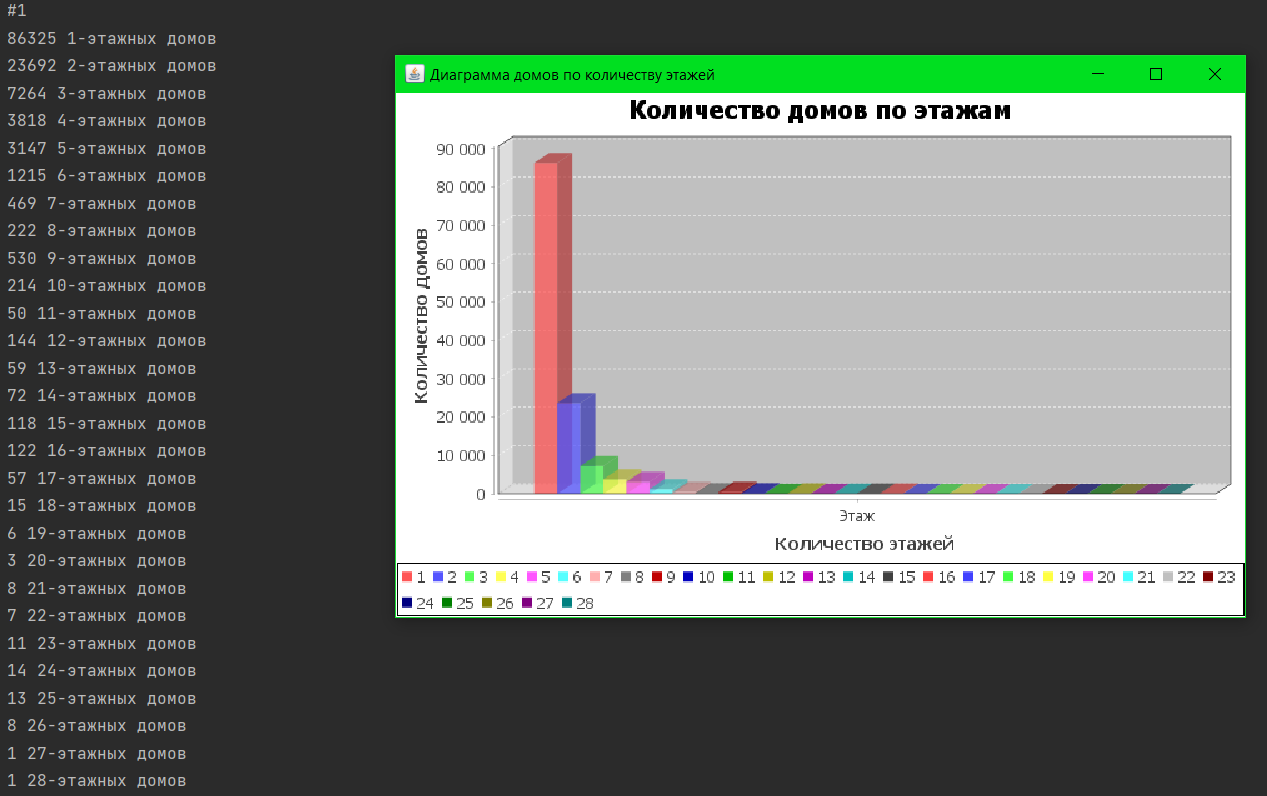 #1
86325 1-этажных домов
23692 2-этажных домов
7264 3-этажных домов
3818 4-этажных домов
3147 5-этажных домов
1215 6-этажных домов
469 7-этажных домов
222 8-этажных домов
530 9-этажных домов
214 10-этажных домов
50 11-этажных домов
144 12-этажных домов
59 13-этажных домов
72 14-этажных домов
118 15-этажных домов
122 16-этажных домов
57 17-этажных домов
15 18-этажных домов
6 19-этажных домов
3 20-этажных домов
8 21-этажных домов
7 22-этажных домов
11 23-этажных домов
14 24-этажных домов
13 25-этажных домов
8 26-этажных домов
1 27-этажных домов
1 28-этажных домов
Диаграмма домов по количеству этажей
Количество домов по этажам
Количество домов
90 000
80 000
70 000
60 000
50 000
40 000
30 000
20 000
10 000
0
Этаж
Количество этажей
1 2 3 4 5 6 7 8 9 10 11 12 13 14 15 16 17 18 19 20 21 22 23
24 25 26 27 28